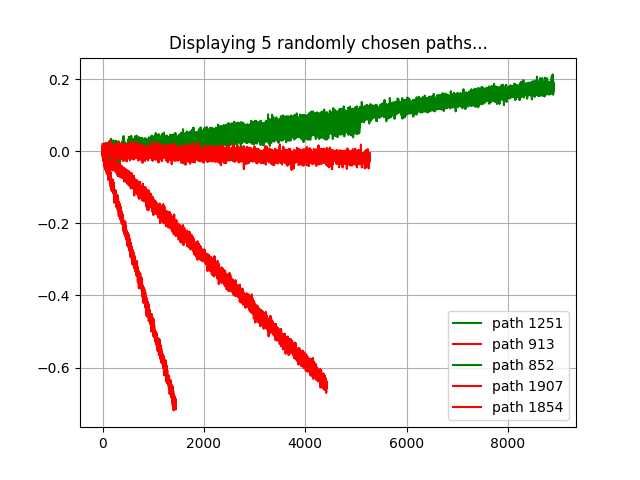 Displaying 5 randomly chosen paths...
0.2
0.0
−0.2
−0.4
−0.6
path 1251
path 913
path 852
path 1907
path 1854
0 2000 4000 6000 8000